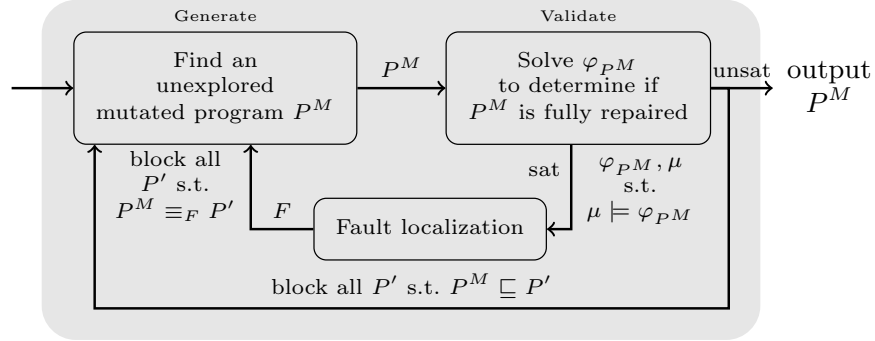 Generate
Validate
Find an
unexplored
mutated program P^M
P^M
Solve φ_{P^M}
to determine if
P^M is fully repaired
unsat
output
P^M
block all
P′ s.t.
P^M ≡_F P′
F
Fault localization
sat
φ_{P^M}, μ
s.t.
μ ⊨ φ_{P^M}
block all P′ s.t. P^M ⊑ P′